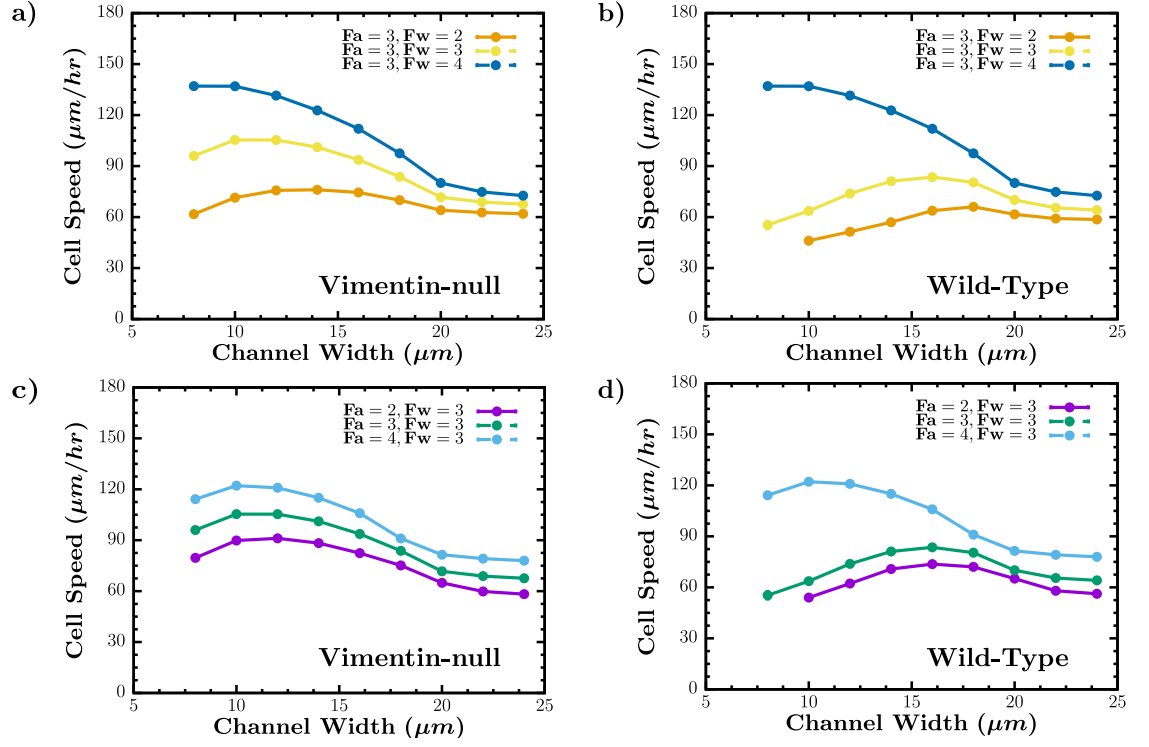 a)
180
150
120
90
60
30
0
5
10
15
20
25
Cell Speed (μm/hr)
Channel Width (μm)
Fa = 3, Fw = 2
Fa = 3, Fw = 3
Fa = 3, Fw = 4
Vimentin-null
b)
180
150
120
90
60
30
0
5
10
15
20
25
Cell Speed (μm/hr)
Channel Width (μm)
Fa = 3, Fw = 2
Fa = 3, Fw = 3
Fa = 3, Fw = 4
Wild-Type
c)
180
150
120
90
60
30
0
5
10
15
20
25
Cell Speed (μm/hr)
Channel Width (μm)
Fa = 2, Fw = 3
Fa = 3, Fw = 3
Fa = 4, Fw = 3
Vimentin-null
d)
180
150
120
90
60
30
0
5
10
15
20
25
Cell Speed (μm/hr)
Channel Width (μm)
Fa = 2, Fw = 3
Fa = 3, Fw = 3
Fa = 4, Fw = 3
Wild-Type